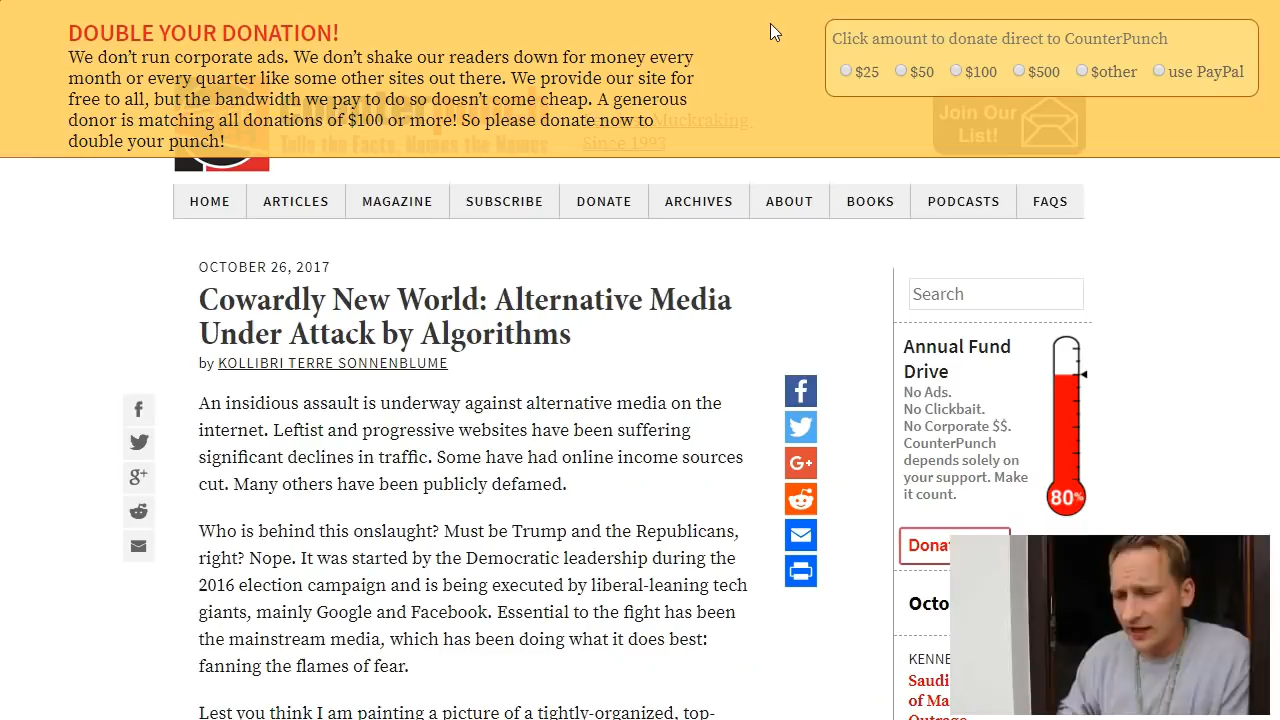 DOUBLE YOUR DONATION!
We don’t run corporate ads. We don’t shake our readers down for money every
month or every quarter like some other sites out there. We provide our site for
free to all, but the bandwidth we pay to do so doesn’t come cheap. A generous
donor is matching all donations of $100 or more! So please donate now to
double your punch!
Click amount to donate direct to CounterPunch
$25 $50 $100 $500 $other use PayPal
Tells the Facts, Names the Names
Muckraking
Since 1993
Join Our
List!
HOME ARTICLES MAGAZINE SUBSCRIBE DONATE ARCHIVES ABOUT BOOKS PODCASTS FAQS
OCTOBER 26, 2017
Cowardly New World: Alternative Media
Under Attack by Algorithms
by KOLLIBRI TERRE SONNENBLUME
An insidious assault is underway against alternative media on the
internet. Leftist and progressive websites have been suffering
significant declines in traffic. Some have had online income sources
cut. Many others have been publicly defamed.
Who is behind this onslaught? Must be Trump and the Republicans,
right? Nope. It was started by the Democratic leadership during the
2016 election campaign and is being executed by liberal-leaning tech
giants, mainly Google and Facebook. Essential to the fight has been
the mainstream media, which has been doing what it does best:
fanning the flames of fear.
Lest you think I am painting a picture of a tightly-organized, top-
Search
Annual Fund
Drive
No Ads.
No Clickbait.
No Corporate $$.
CounterPunch
depends solely on
your support. Make
it count.
80%
Donat
Octo
KENNE
Saudi
of Ma